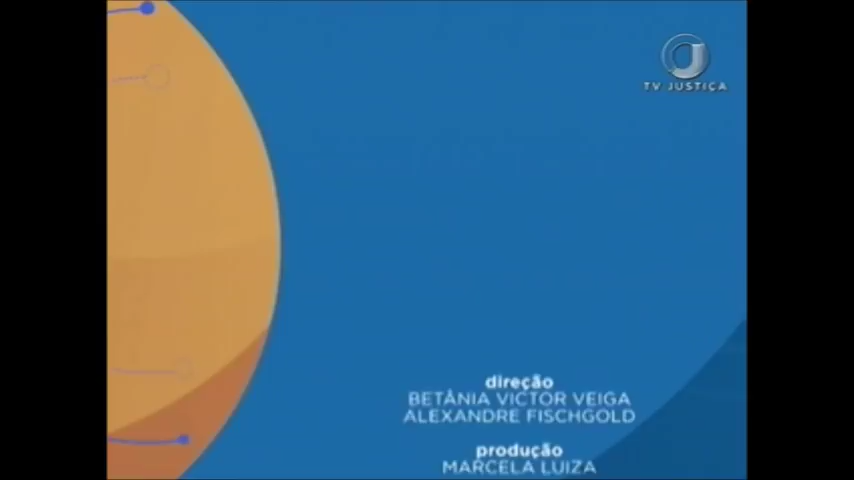 TV JUSTIÇA
direção
BETÂNIA VICTOR VEIGA
ALEXANDRE FISCHGOLD
produção
MARCELA LUIZA